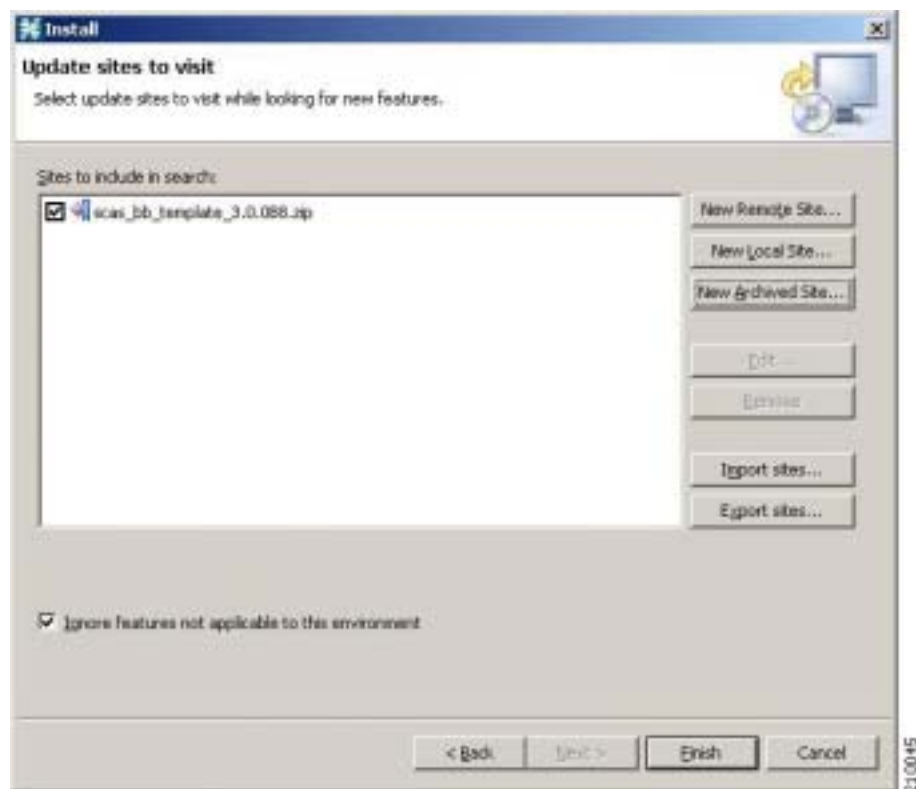 Install
Update sites to visit
Select update sites to visit while looking for new features.
Sites to include in search:
scas_bb_template_3.0.088.zip
New Remote Site...
New Local Site...
New Archived Site...
Edit...
Remove
Import sites...
Export sites...
Ignore features not applicable to this environment
< Back
Next >
Finish
Cancel
210045